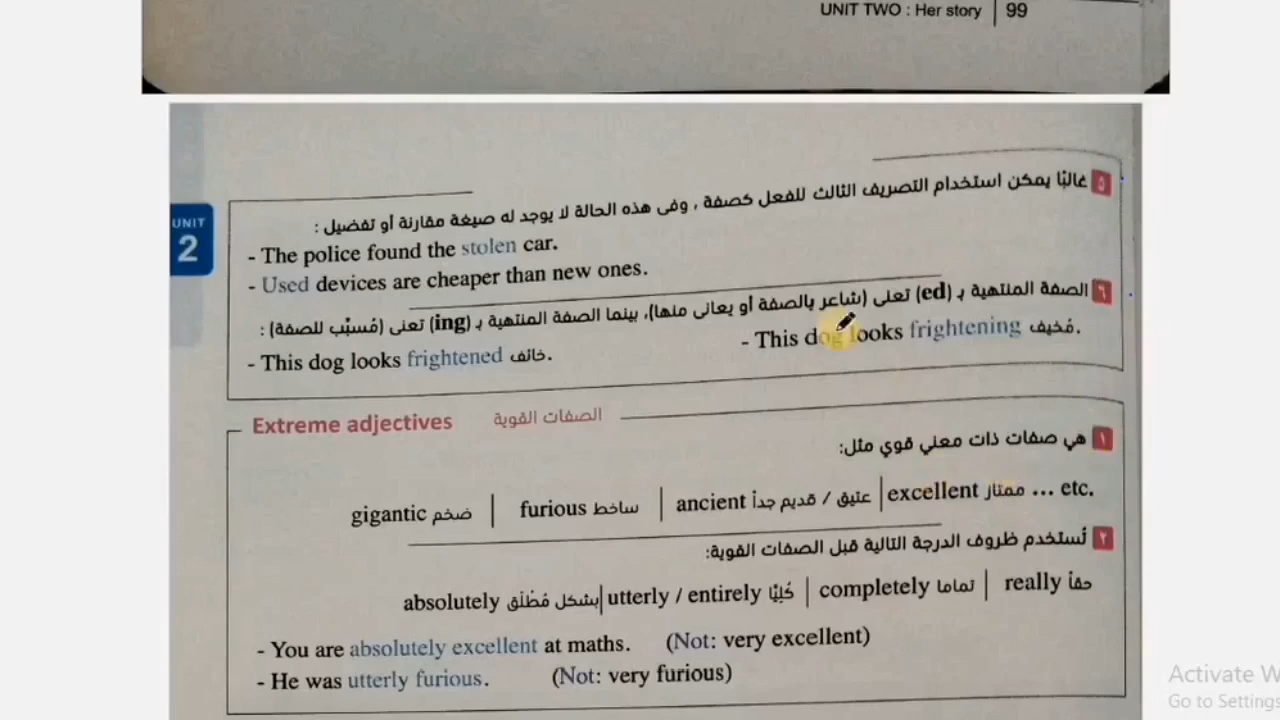 UNIT TWO : Her story | 99
UNIT
2
٥ غالبًا يمكن استخدام التصريف الثالث للفعل كصفة ، وفى هذه الحالة لا يوجد له صيغة مقارنة أو تفضيل :
- The police found the stolen car.
- Used devices are cheaper than new ones.
٦ الصفة المنتهية بـ (ed) تعنى (شاعر بالصفة أو يعانى منها)، بينما الصفة المنتهية بـ (ing) تعنى (مُسبِّب للصفة) :
- This dog looks frightened خائف.
- This dog looks frightening مُخيف.
Extreme adjectives الصفات القوية
١ هي صفات ذات معني قوي مثل:
gigantic ضخم | furious ساخط | ancient عتيق / قديم جداً | excellent ممتاز ... etc.
٢ تُستخدم ظروف الدرجة التالية قبل الصفات القوية:
absolutely بشكل مُطْلَق | utterly / entirely كُليًّا | completely تماما | really حقاً
- You are absolutely excellent at maths. (Not: very excellent)
- He was utterly furious. (Not: very furious)
Activate W
Go to Settings